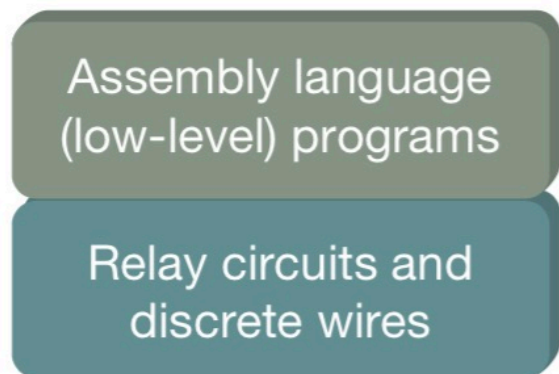 Assembly language
(low-level) programs
Relay circuits and
discrete wires